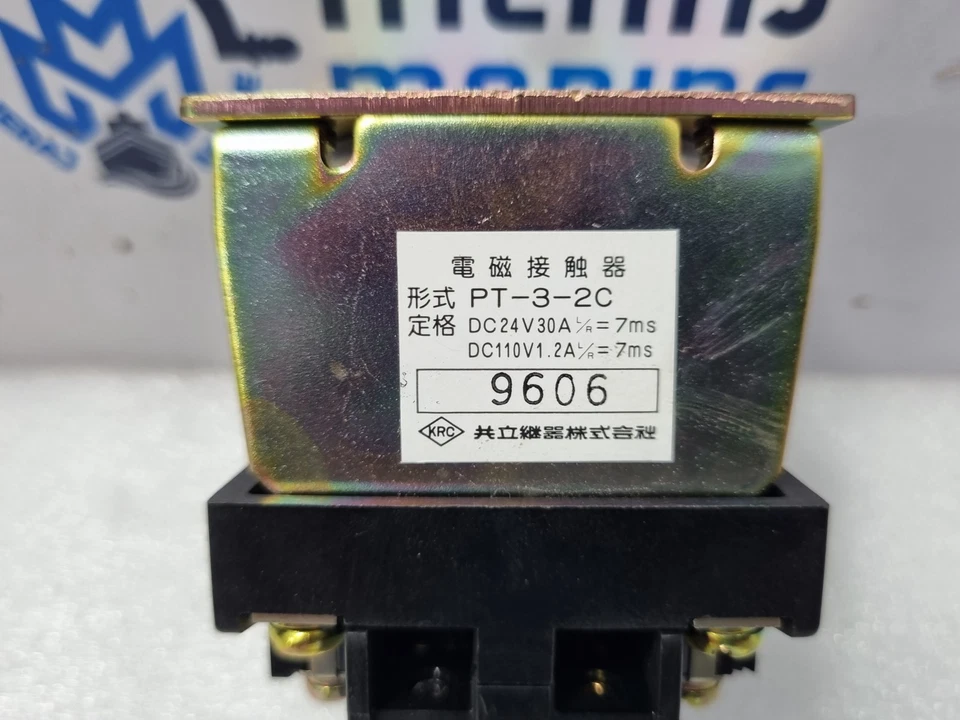 marine
電磁接触器
形式 PT-3-2C
定格 DC24V30A L/R=7ms
DC110V1.2A L/R=7ms
9606
KRC 共立継器株式会社